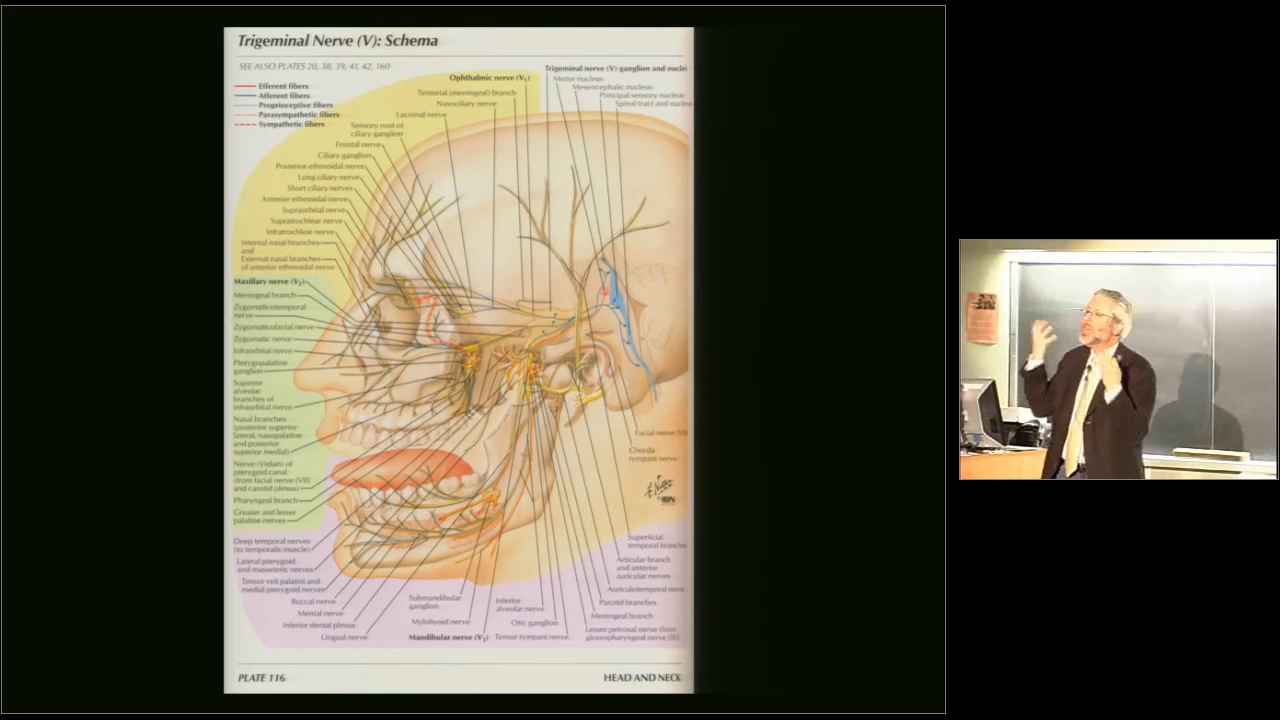 Trigeminal Nerve (V): Schema
SEE ALSO PLATES 20, 38, 39, 41, 42, 160
Efferent fibers
Afferent fibers
Proprioceptive fibers
Parasympathetic fibers
Sympathetic fibers
Ophthalmic nerve (V1)
Tentorial (meningeal) branch
Nasociliary nerve
Lacrimal nerve
Sensory root of
ciliary ganglion
Frontal nerve
Ciliary ganglion
Posterior ethmoidal nerve
Long ciliary nerve
Short ciliary nerves
Anterior ethmoidal nerve
Supraorbital nerve
Supratrochlear nerve
Infratrochlear nerve
Internal nasal branches
and
External nasal branches
of anterior ethmoidal nerve
Trigeminal nerve (V) ganglion and nuclei
Motor nucleus
Mesencephalic nucleus
Principal sensory nucleus
Spinal tract and nucleus
Maxillary nerve (V2)
Meningeal branch
Zygomaticotemporal
nerve
Zygomaticofacial nerve
Zygomatic nerve
Infraorbital nerve
Pterygopalatine
ganglion
Superior
alveolar
branches of
infraorbital nerve
Nasal branches
(posterior superior
lateral, nasopalatine
and posterior
superior medial)
Nerve (Vidian) of
pterygoid canal
(from facial nerve [VII]
and carotid plexus)
Pharyngeal branch
Greater and lesser
palatine nerves
Deep temporal nerves
(to temporalis muscle)
Lateral pterygoid
and masseteric nerves
Tensor veli palatini and
medial pterygoid nerves
Buccal nerve
Mental nerve
Inferior dental plexus
Lingual nerve
Submandibular
ganglion
Mylohyoid nerve
Mandibular nerve (V3)
Inferior
alveolar nerve
Otic ganglion
Tensor tympani nerve
Facial nerve (VII)
Chorda
tympani nerve
Superficial
temporal branches
Articular branch
and anterior
auricular nerves
Auriculotemporal nerve
Parotid branches
Meningeal branch
Lesser petrosal nerve (from
glossopharyngeal nerve [IX])
PLATE 116
HEAD AND NECK